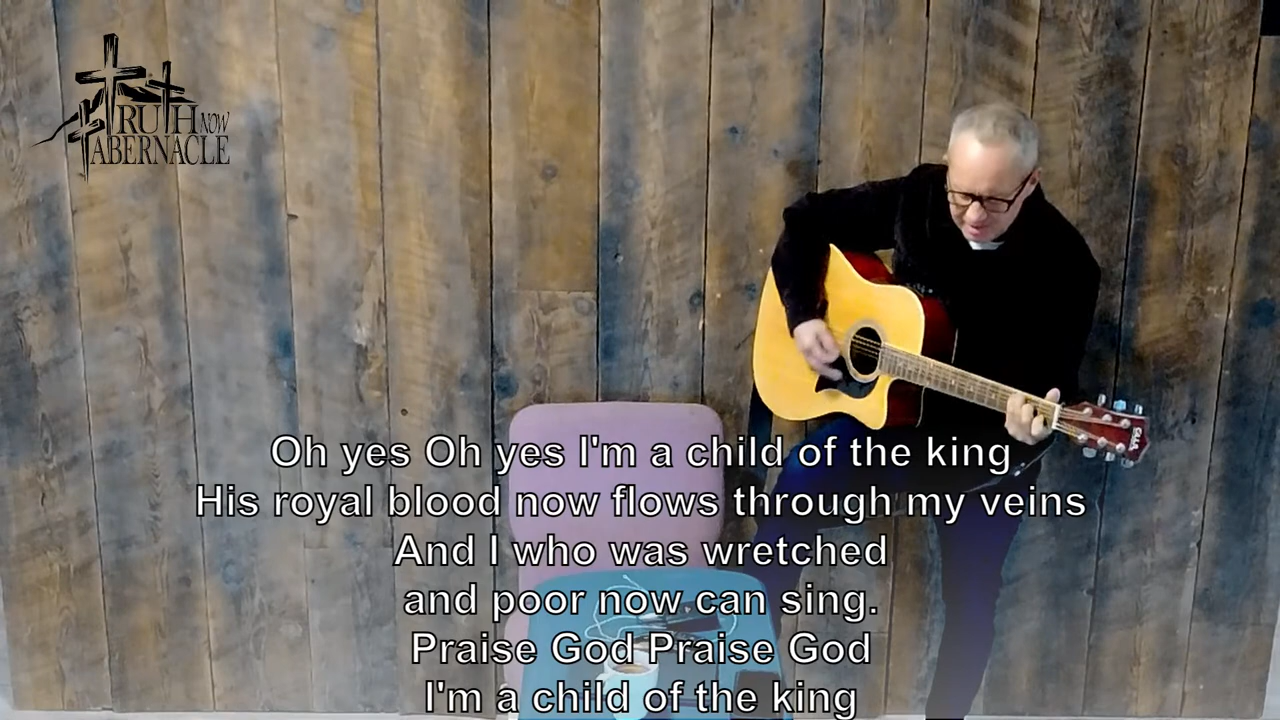 TRUTH NOW
TABERNACLE
Oh yes Oh yes I'm a child of the king
His royal blood now flows through my veins
And I who was wretched
and poor now can sing.
Praise God Praise God
I'm a child of the king